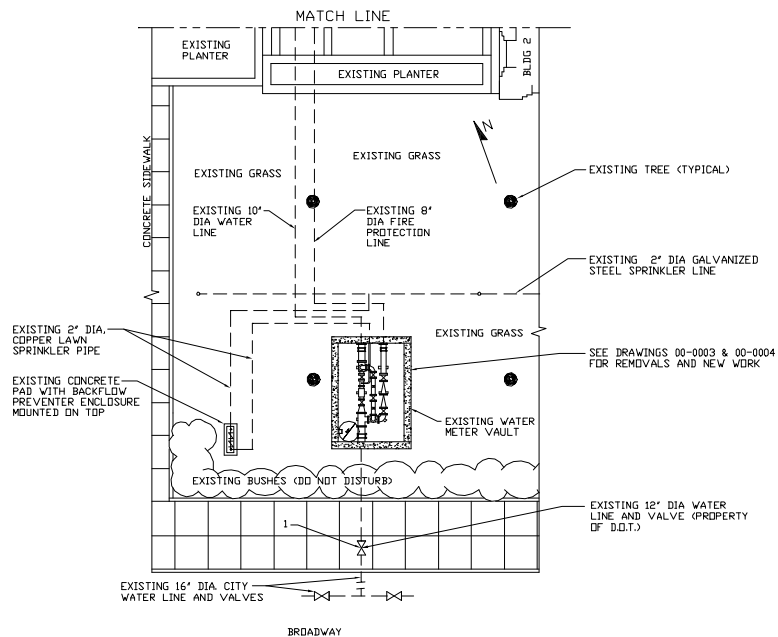 MATCH LINE
EXISTING
PLANTER
EXISTING PLANTER
BLDG 2
N
CONCRETE SIDEWALK
EXISTING GRASS
EXISTING GRASS
EXISTING TREE (TYPICAL)
EXISTING 10"
DIA WATER
LINE
EXISTING 8"
DIA FIRE
PROTECTION
LINE
EXISTING 2" DIA GALVANIZED
STEEL SPRINKLER LINE
EXISTING 2" DIA.
COPPER LAWN
SPRINKLER PIPE
EXISTING GRASS
SEE DRAWINGS 00-0003 & 00-0004
FOR REMOVALS AND NEW WORK
EXISTING CONCRETE
PAD WITH BACKFLOW
PREVENTER ENCLOSURE
MOUNTED ON TOP
EXISTING WATER
METER VAULT
EXISTING BUSHES (DO NOT DISTURB)
1
EXISTING 12" DIA WATER
LINE AND VALVE (PROPERTY
OF D.O.T.)
EXISTING 16" DIA. CITY
WATER LINE AND VALVES
BROADWAY